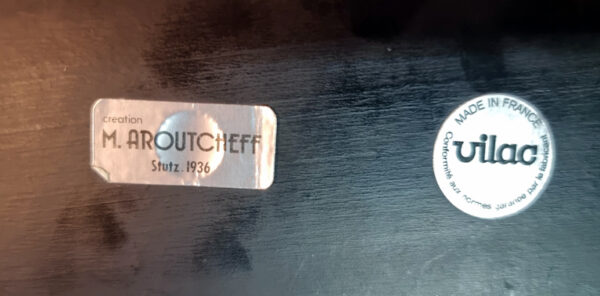 creation
M. AROUTCHEFF
Stutz.1936
MADE IN FRANCE
vilac
Conformité aux normes garantie par le fabricant